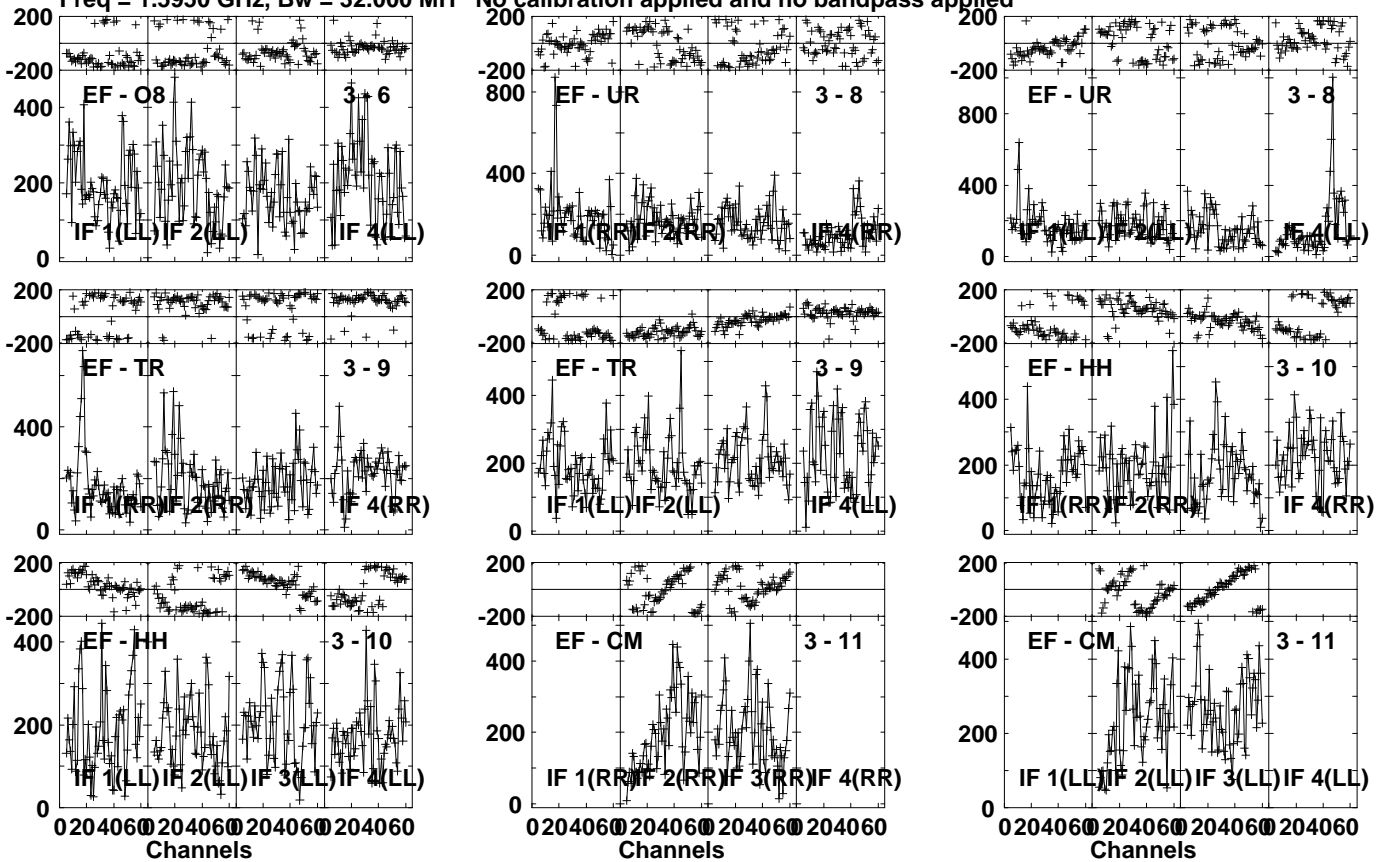 Freq = 1.5950 GHz, Bw = 32.000 MH No calibration applied and no bandpass applied
200 200 200
-200 -200 -200
EF - O8 3 - 6 EF - UR 3 - 8 EF - UR 3 - 8
400 800 800
200 400 400
IF 1(LL) IF 2(LL) IF 4(LL) IF 1(RR) IF 2(RR) IF 4(RR) IF 1(LL) IF 2(LL) IF 4(LL)
0 0 0
200 200 200
-200 -200 -200
EF - TR 3 - 9 EF - TR 3 - 9 EF - HH 3 - 10
400 400 400
200 200
IF 1(RR) IF 2(RR) IF 4(RR) IF 1(LL) IF 2(LL) IF 4(LL) IF 1(RR) IF 2(RR) IF 4(RR)
0 0 0
200 200 200
-200 -200 -200
EF - HH 3 - 10 EF - CM 3 - 11 EF - CM 3 - 11
400 400 400
200 200 200
IF 1(LL) IF 2(LL) IF 3(LL) IF 4(LL) IF 1(RR) IF 2(RR) IF 3(RR) IF 4(RR) IF 1(LL) IF 2(LL) IF 3(LL) IF 4(LL)
0 0 0
0 20 40 60 0 20 40 60 0 20 40 60 0 20 40 60 0 20 40 60 0 20 40 60 0 20 40 60 0 20 40 60 0 20 40 60 0 20 40 60 0 20 40 60 0 20 40 60
Channels Channels Channels